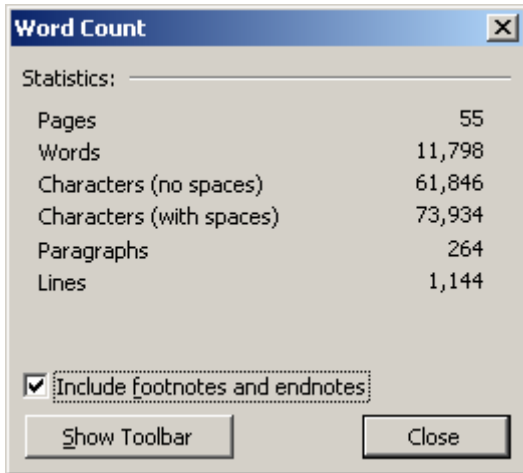 Word Count
Statistics:
Pages 55
Words 11,798
Characters (no spaces) 61,846
Characters (with spaces) 73,934
Paragraphs 264
Lines 1,144
Include footnotes and endnotes
Show Toolbar Close